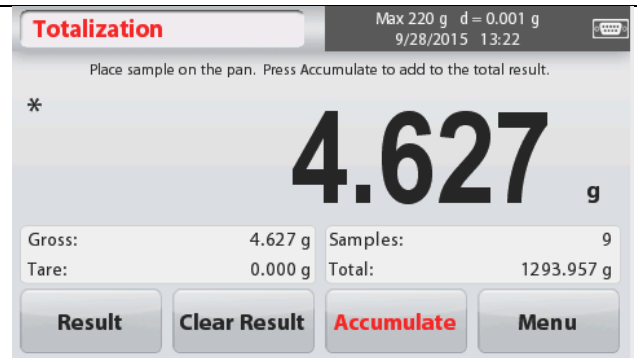 Totalization
Max 220 g d = 0.001 g
9/28/2015 13:22
Place sample on the pan. Press Accumulate to add to the total result.
*
4.627 g
Gross: 4.627 g Samples: 9
Tare: 0.000 g Total: 1293.957 g
Result Clear Result Accumulate Menu